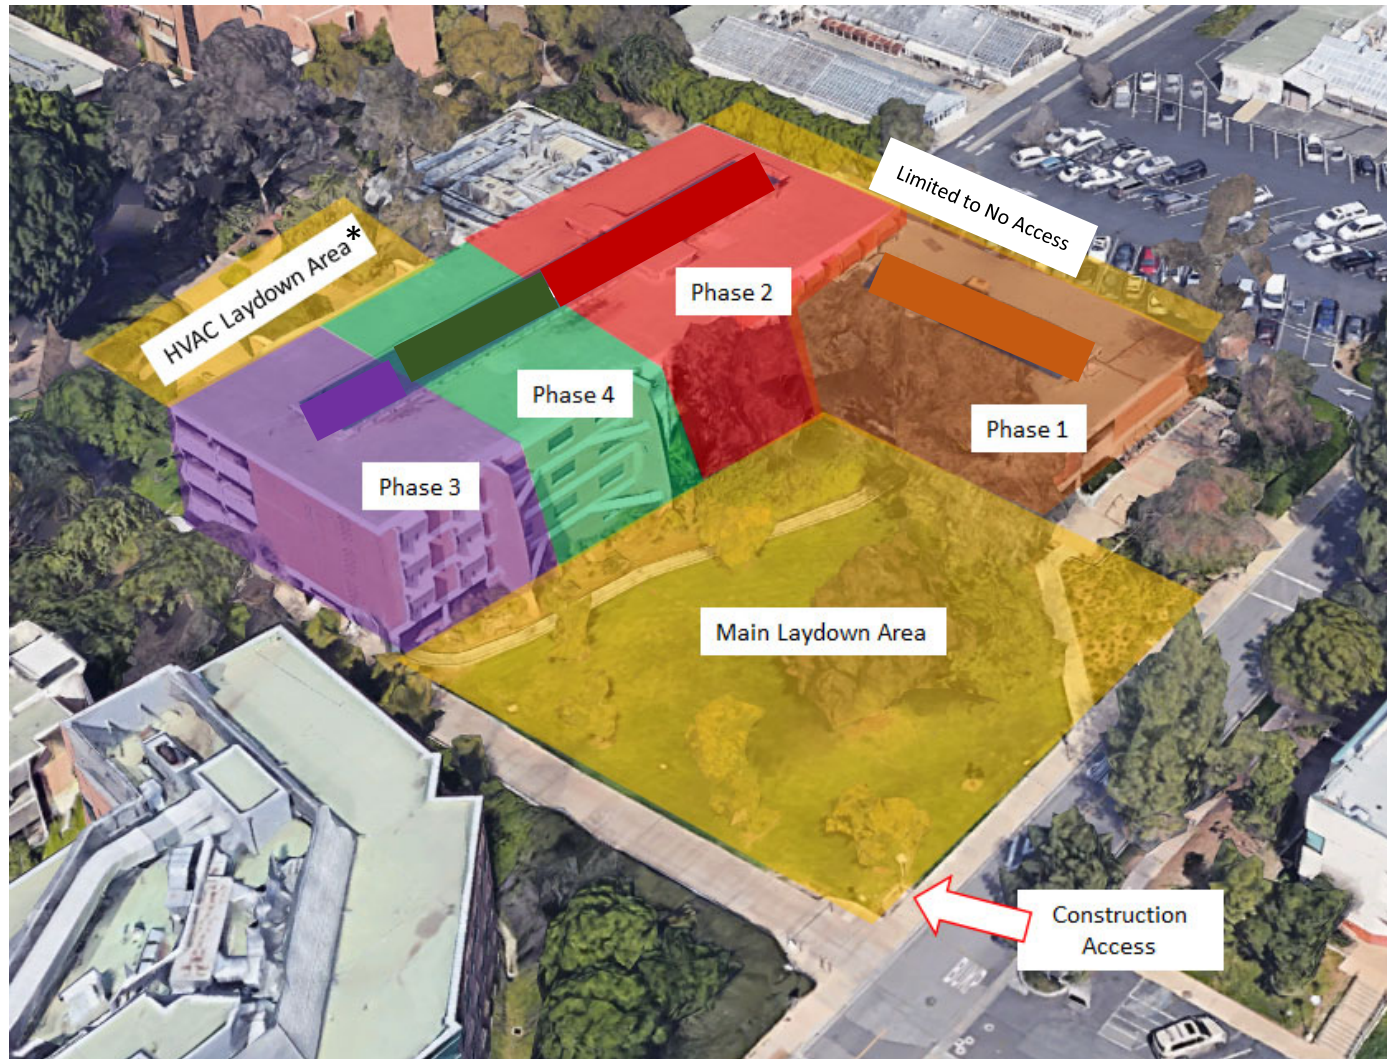 Limited to No Access
HVAC Laydown Area*
Phase 2
Phase 4
Phase 1
Phase 3
Main Laydown Area
Construction
Access